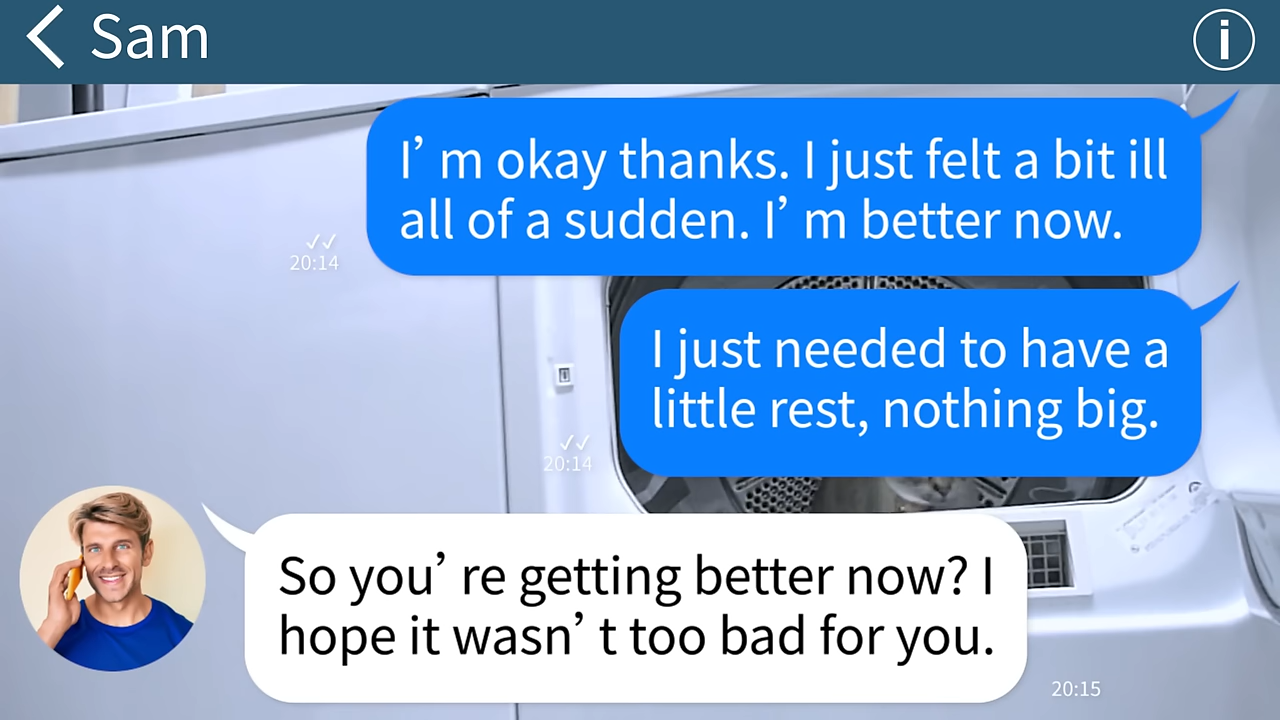 Sam
i
I’m okay thanks. I just felt a bit ill
all of a sudden. I’m better now.
20:14
I just needed to have a
little rest, nothing big.
20:14
So you’re getting better now? I
hope it wasn’t too bad for you.
20:15